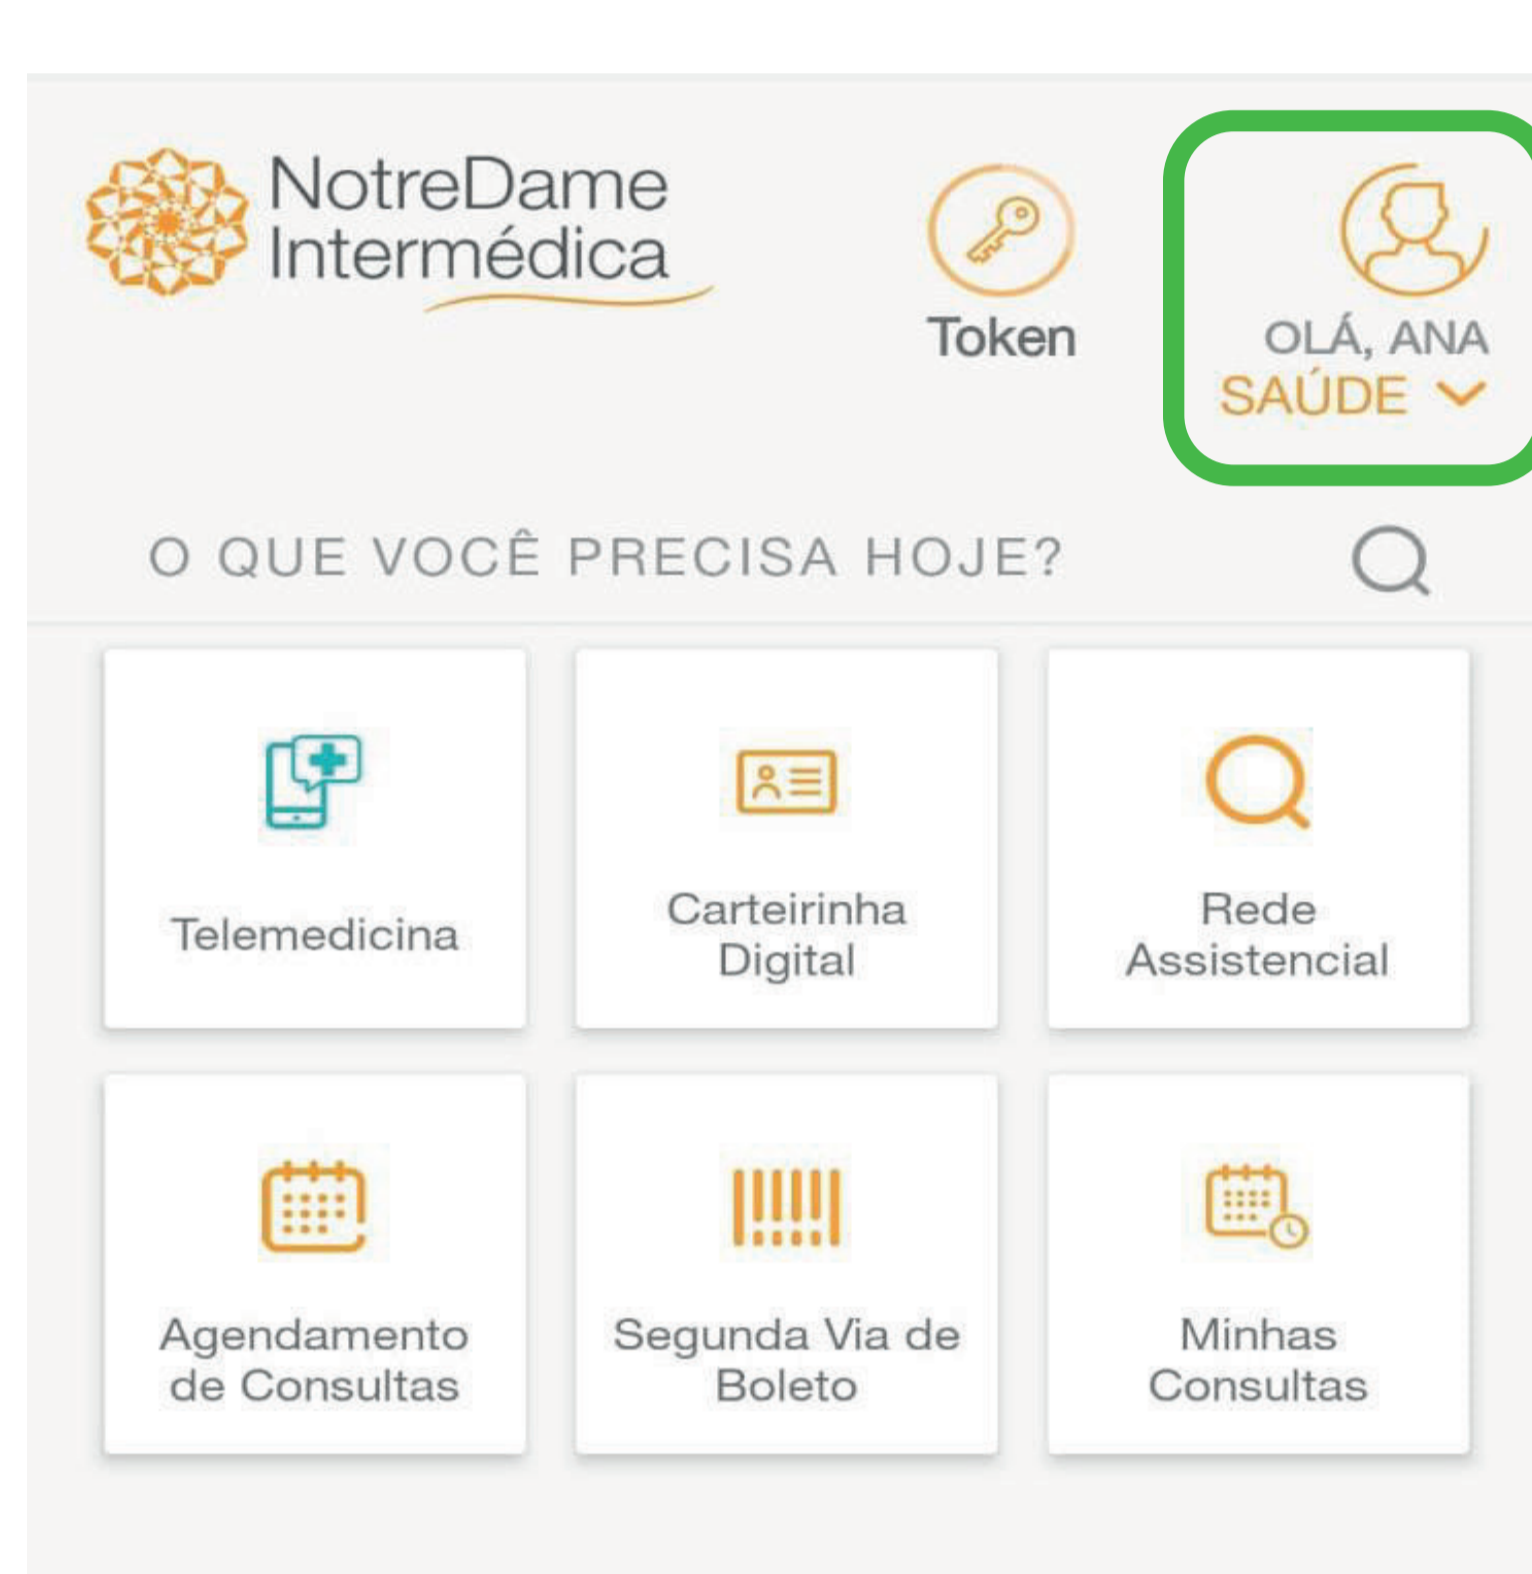 NotreDame
Intermédica
Token
OLÁ, ANA
SAÚDE
O QUE VOCÊ PRECISA HOJE?
Telemedicina
Carteirinha
Digital
Rede
Assistencial
Agendamento
de Consultas
Segunda Via de
Boleto
Minhas
Consultas